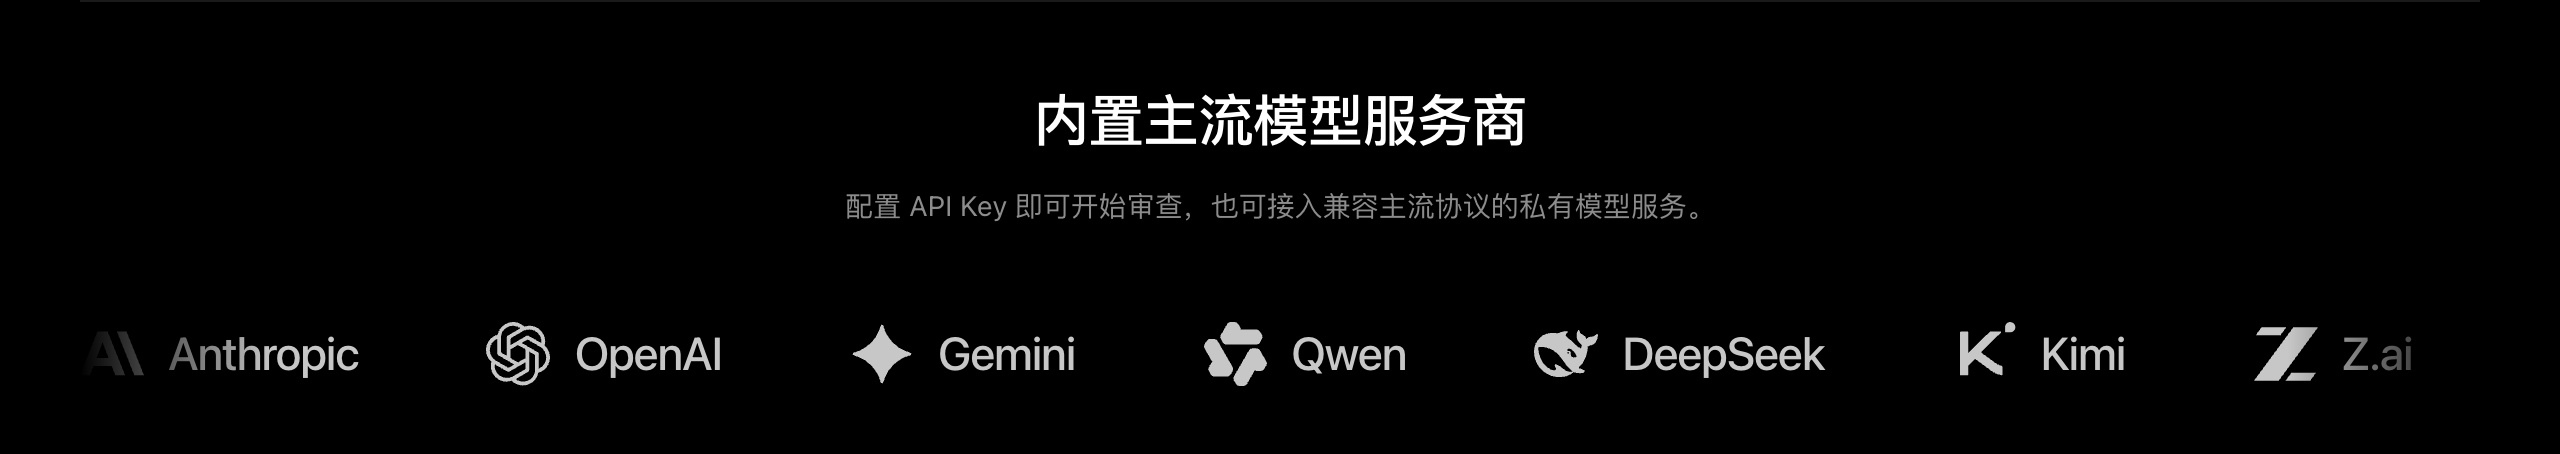 内置主流模型服务商
配置 API Key 即可开始审查，也可接入兼容主流协议的私有模型服务。
Anthropic OpenAI Gemini Qwen DeepSeek Kimi Z.ai